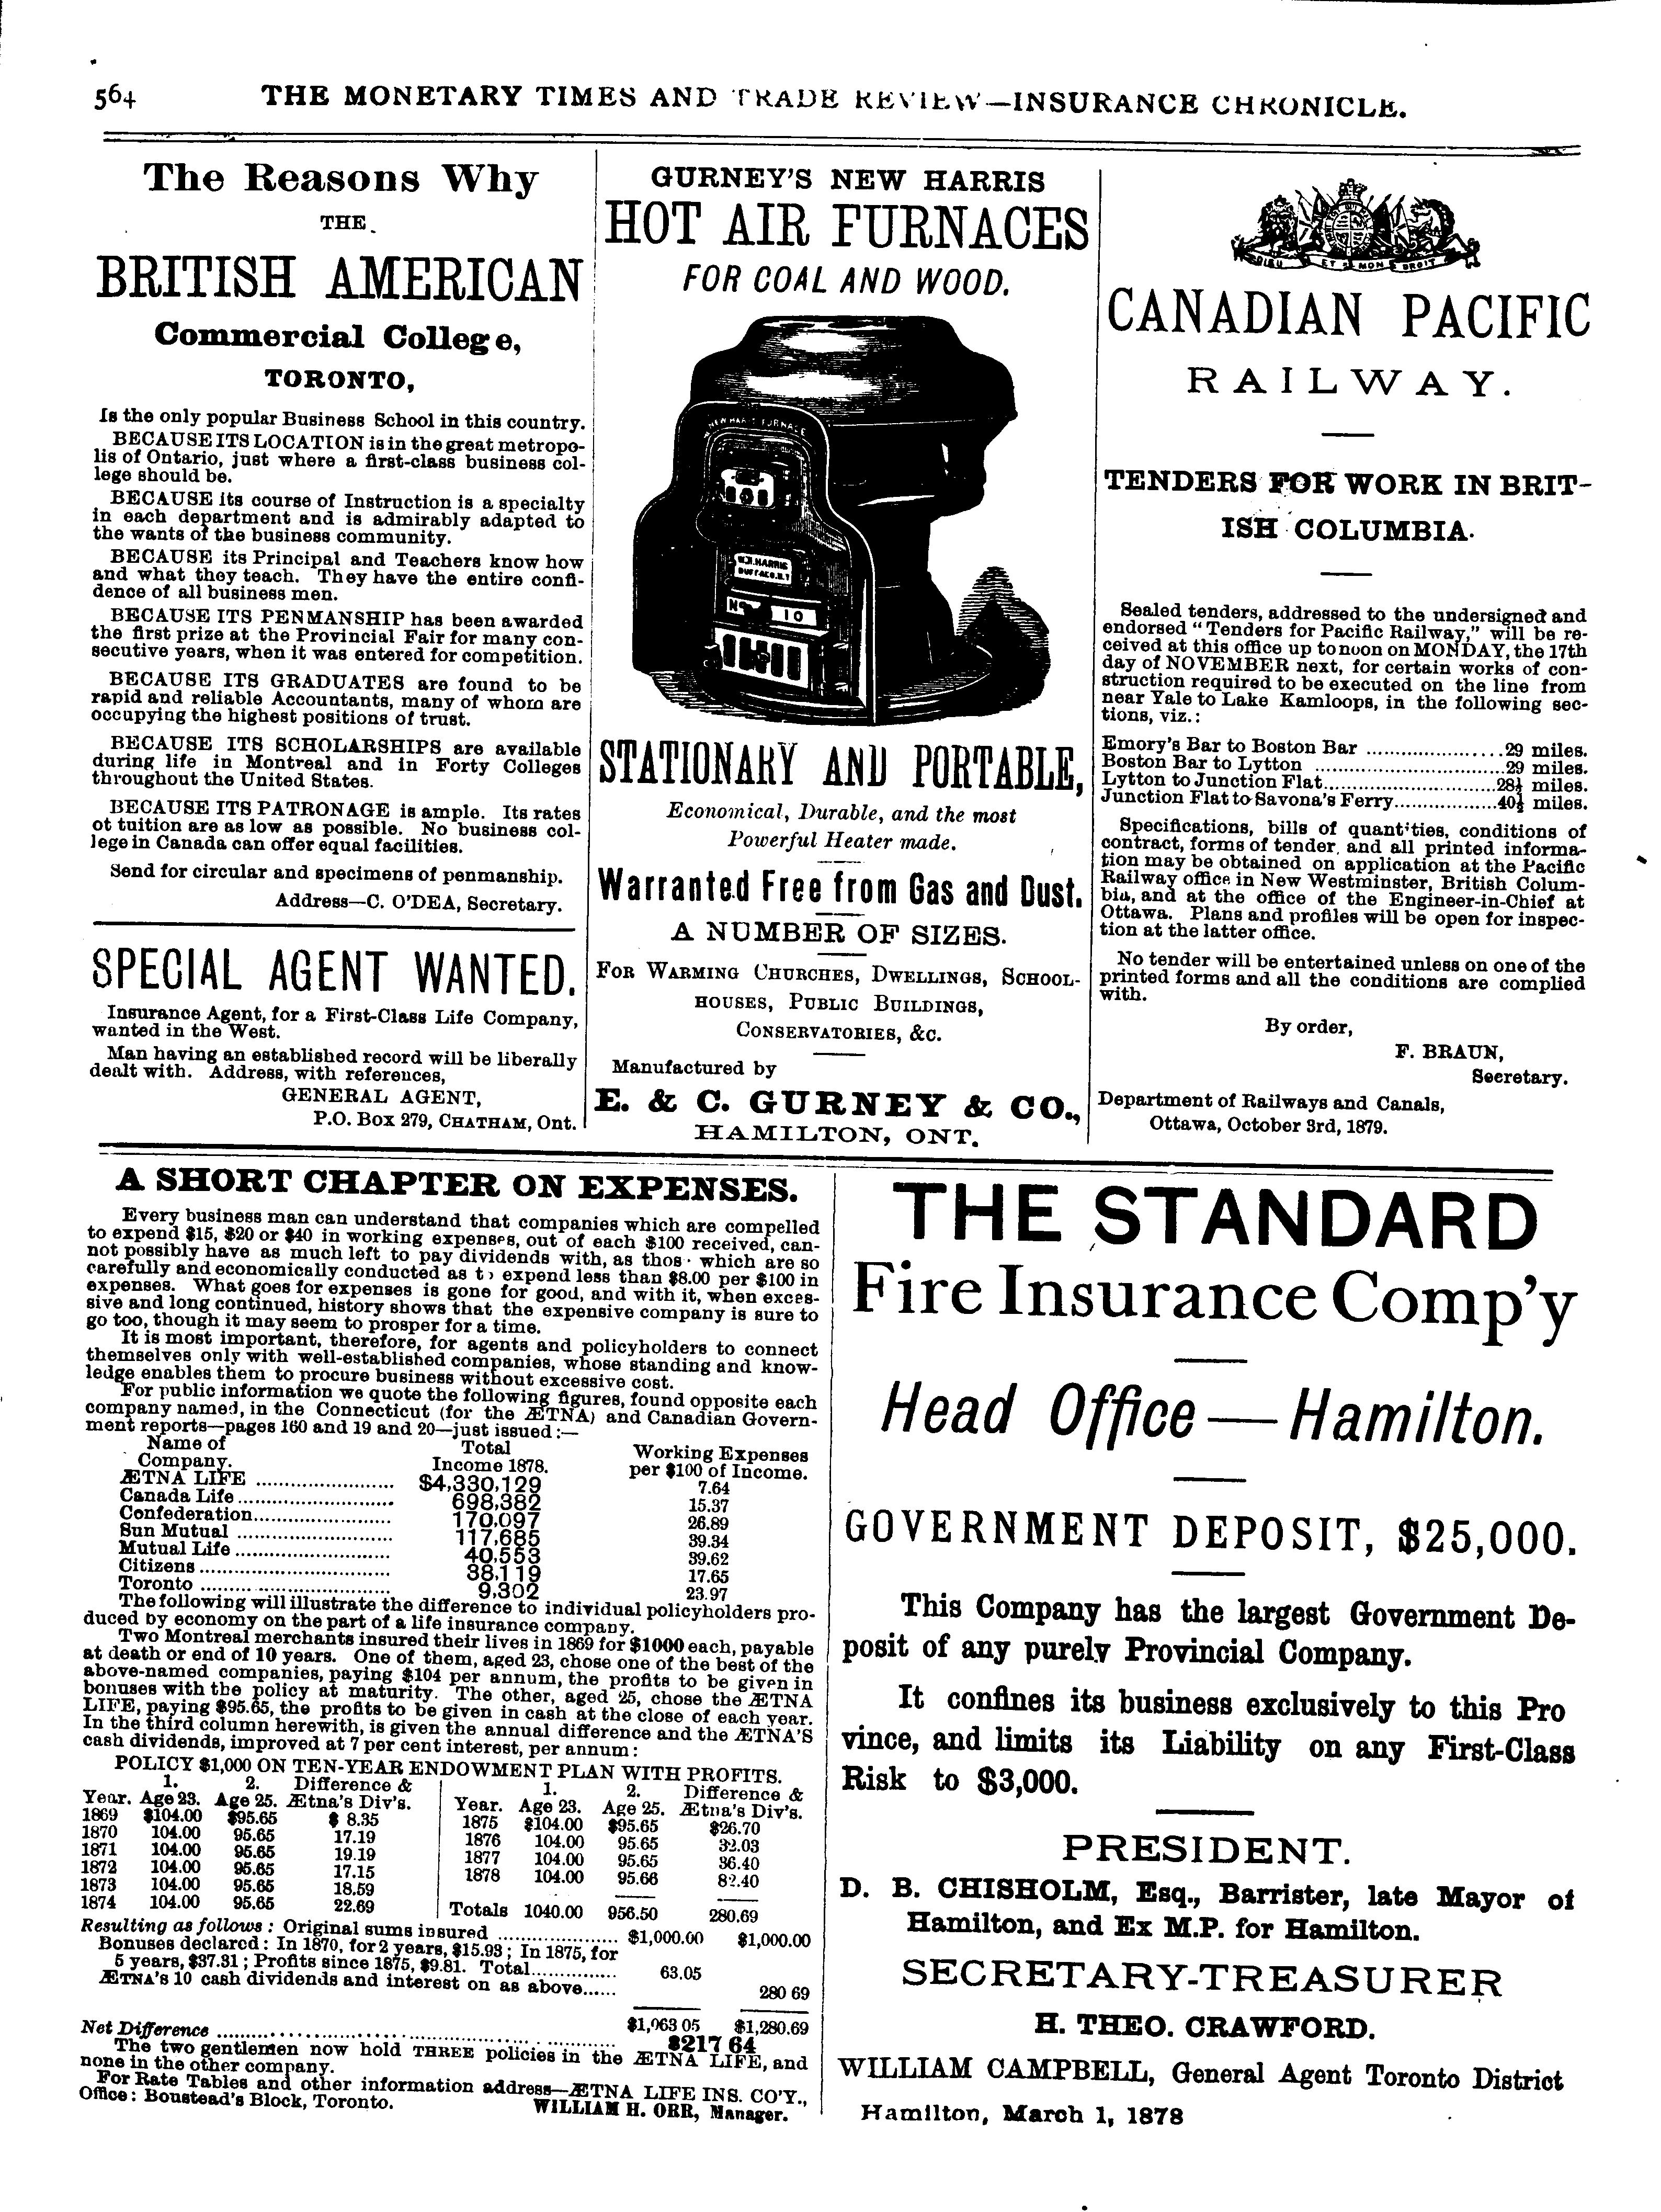 564
THE MONETARY TIMES AND TRADE REVIEW—INSURANCE CHRONICLE.
The Reasons Why
THE
BRITISH AMERICAN
Commercial College,
TORONTO,
Is the only popular Business School in this country.
BECAUSE ITS LOCATION is in the great metropo-
lis of Ontario, just where a first-class business col-
lege should be.
BECAUSE its course of Instruction is a specialty
in each department and is admirably adapted to
the wants of the business community.
BECAUSE its Principal and Teachers know how
and what they teach. They have the entire confi-
dence of all business men.
BECAUSE ITS PENMANSHIP has been awarded
the first prize at the Provincial Fair for many con-
secutive years, when it was entered for competition.
BECAUSE ITS GRADUATES are found to be
rapid and reliable Accountants, many of whom are
occupying the highest positions of trust.
BECAUSE ITS SCHOLARSHIPS are available
during life in Montreal and in Forty Colleges
throughout the United States.
BECAUSE ITS PATRONAGE is ample. Its rates
ot tuition are as low as possible. No business col-
lege in Canada can offer equal facilities.
Send for circular and specimens of penmanship.
Address—C. O'DEA, Secretary.
SPECIAL AGENT WANTED.
Insurance Agent, for a First-Class Life Company,
wanted in the West.
Man having an established record will be liberally
dealt with. Address, with references,
GENERAL AGENT,
P.O. Box 279, CHATHAM, Ont.
GURNEY'S NEW HARRIS
HOT AIR FURNACES
FOR COAL AND WOOD.
NEW HARRIS FURNACE
HARRIS
BUFFALO. N.Y
No 10
STATIONARY AND PORTABLE,
Economical, Durable, and the most
Powerful Heater made.
Warranted Free from Gas and Dust.
A NUMBER OF SIZES.
FOR WARMING CHURCHES, DWELLINGS, SCHOOL-
HOUSES, PUBLIC BUILDINGS,
CONSERVATORIES, &c.
Manufactured by
E. & C. GURNEY & CO.,
HAMILTON, ONT.
DIEU ET MON DROIT
CANADIAN PACIFIC
RAILWAY.
TENDERS FOR WORK IN BRIT-
ISH COLUMBIA.
Sealed tenders, addressed to the undersigned and
endorsed "Tenders for Pacific Railway," will be re-
ceived at this office up to noon on MONDAY, the 17th
day of NOVEMBER next, for certain works of con-
struction required to be executed on the line from
near Yale to Lake Kamloops, in the following sec-
tions, viz.:
Emory's Bar to Boston Bar ..................... 29 miles.
Boston Bar to Lytton ............................. 29 miles.
Lytton to Junction Flat........................... 28½ miles.
Junction Flat to Savona's Ferry................ 40½ miles.
Specifications, bills of quantities, conditions of
contract, forms of tender, and all printed informa-
tion may be obtained on application at the Pacific
Railway office in New Westminster, British Colum-
bia, and at the office of the Engineer-in-Chief at
Ottawa. Plans and profiles will be open for inspec-
tion at the latter office.
No tender will be entertained unless on one of the
printed forms and all the conditions are complied
with.
By order,
F. BRAUN,
Secretary.
Department of Railways and Canals,
Ottawa, October 3rd, 1879.
A SHORT CHAPTER ON EXPENSES.
Every business man can understand that companies which are compelled
to expend $15, $20 or $40 in working expenses, out of each $100 received, can-
not possibly have as much left to pay dividends with, as thos which are so
carefully and economically conducted as to expend less than $8.00 per $100 in
expenses. What goes for expenses is gone for good, and with it, when exces-
sive and long continued, history shows that the expensive company is sure to
go too, though it may seem to prosper for a time.
It is most important, therefore, for agents and policyholders to connect
themselves only with well-established companies, whose standing and know-
ledge enables them to procure business without excessive cost.
For public information we quote the following figures, found opposite each
company named, in the Connecticut (for the ÆTNA) and Canadian Govern-
ment reports—pages 160 and 19 and 20—just issued:—
Name of Company. Total Income 1878. Working Expenses per $100 of Income.
ÆTNA LIFE ........................ $4,330,129 7.64
Canada Life........................... 698,382 15.37
Confederation........................ 170,097 26.89
Sun Mutual ........................... 117,685 39.34
Mutual Life ........................... 40,553 39.62
Citizens ................................. 38,119 17.65
Toronto ................................. 9,302 23.97
The following will illustrate the difference to individual policyholders pro-
duced by economy on the part of a life insurance company.
Two Montreal merchants insured their lives in 1869 for $1000 each, payable
at death or end of 10 years. One of them, aged 23, chose one of the best of the
above-named companies, paying $104 per annum, the profits to be given in
bonuses with the policy at maturity. The other, aged 25, chose the ÆTNA
LIFE, paying $95.65, the profits to be given in cash at the close of each year.
In the third column herewith, is given the annual difference and the ÆTNA'S
cash dividends, improved at 7 per cent interest, per annum:
POLICY $1,000 ON TEN-YEAR ENDOWMENT PLAN WITH PROFITS.
1. 2. Difference &
Year. Age 23. Age 25. Ætna's Div's.
1869 $104.00 $95.65 $ 8.35
1870 104.00 95.65 17.19
1871 104.00 95.65 19.19
1872 104.00 95.65 17.15
1873 104.00 95.65 18.59
1874 104.00 95.65 22.69
1. 2. Difference &
Year. Age 23. Age 25. Ætna's Div's.
1875 $104.00 $95.65 $26.70
1876 104.00 95.65 32.03
1877 104.00 95.65 36.40
1878 104.00 95.66 82.40
Totals 1040.00 956.50 280.69
Resulting as follows: Original sums insured .................... $1,000.00 $1,000.00
Bonuses declared: In 1870, for 2 years, $15.93; In 1875, for
5 years, $37.31; Profits since 1875, $9.81. Total............... 63.05
ÆTNA's 10 cash dividends and interest on as above...... 280 69
$1,063 05 $1,280.69
Net Difference ........................................ $217 64
The two gentlemen now hold THREE policies in the ÆTNA LIFE, and
none in the other company.
For Rate Tables and other information address—ÆTNA LIFE INS. CO'Y.,
Office: Boustead's Block, Toronto. WILLIAM H. ORR, Manager.
THE STANDARD
Fire Insurance Comp'y
Head Office—Hamilton.
GOVERNMENT DEPOSIT, $25,000.
This Company has the largest Government De-
posit of any purely Provincial Company.
It confines its business exclusively to this Pro
vince, and limits its Liability on any First-Class
Risk to $3,000.
PRESIDENT.
D. B. CHISHOLM, Esq., Barrister, late Mayor of
Hamilton, and Ex M.P. for Hamilton.
SECRETARY-TREASURER
H. THEO. CRAWFORD.
WILLIAM CAMPBELL, General Agent Toronto District
Hamilton, March 1, 1878